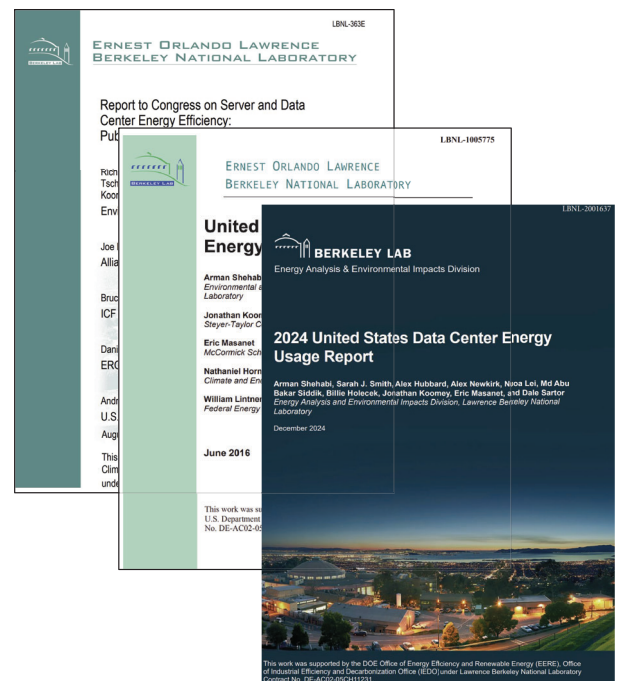 LBNL-363E
ERNEST ORLANDO LAWRENCE
BERKELEY NATIONAL LABORATORY
BERKELEY LAB
Report to Congress on Server and Data
Center Energy Efficiency:
Pub
Rich
Tsch
Koor
Env
Joe
Allia
Bruc
ICF
Dani
ERG
Andr
U.S.
Augu
This
Clim
unde
LBNL-1005775
BERKELEY LAB
ERNEST ORLANDO LAWRENCE
BERKELEY NATIONAL LABORATORY
United
Energy
Arman Shehab
Environmental a
Laboratory
Jonathan Koor
Steyer-Taylor C
Eric Masanet
McCormick Sch
Nathaniel Horn
Climate and Ene
William Lintner
Federal Energy
June 2016
This work was su
U.S. Department
No. DE-AC02-05
LBNL-2001637
BERKELEY LAB
Energy Analysis & Environmental Impacts Division
2024 United States Data Center Energy
Usage Report
Arman Shehabi, Sarah J. Smith, Alex Hubbard, Alex Newkirk, Nuoa Lei, Md Abu
Bakar Siddik, Billie Holecek, Jonathan Koomey, Eric Masanet, and Dale Sartor
Energy Analysis and Environmental Impacts Division, Lawrence Berkeley National
Laboratory
December 2024
This work was supported by the DOE Office of Energy Efficiency and Renewable Energy (EERE), Office
of Industrial Efficiency and Decarbonization Office (IEDO) under Lawrence Berkeley National Laboratory
Contract No. DE-AC02-05CH11231.